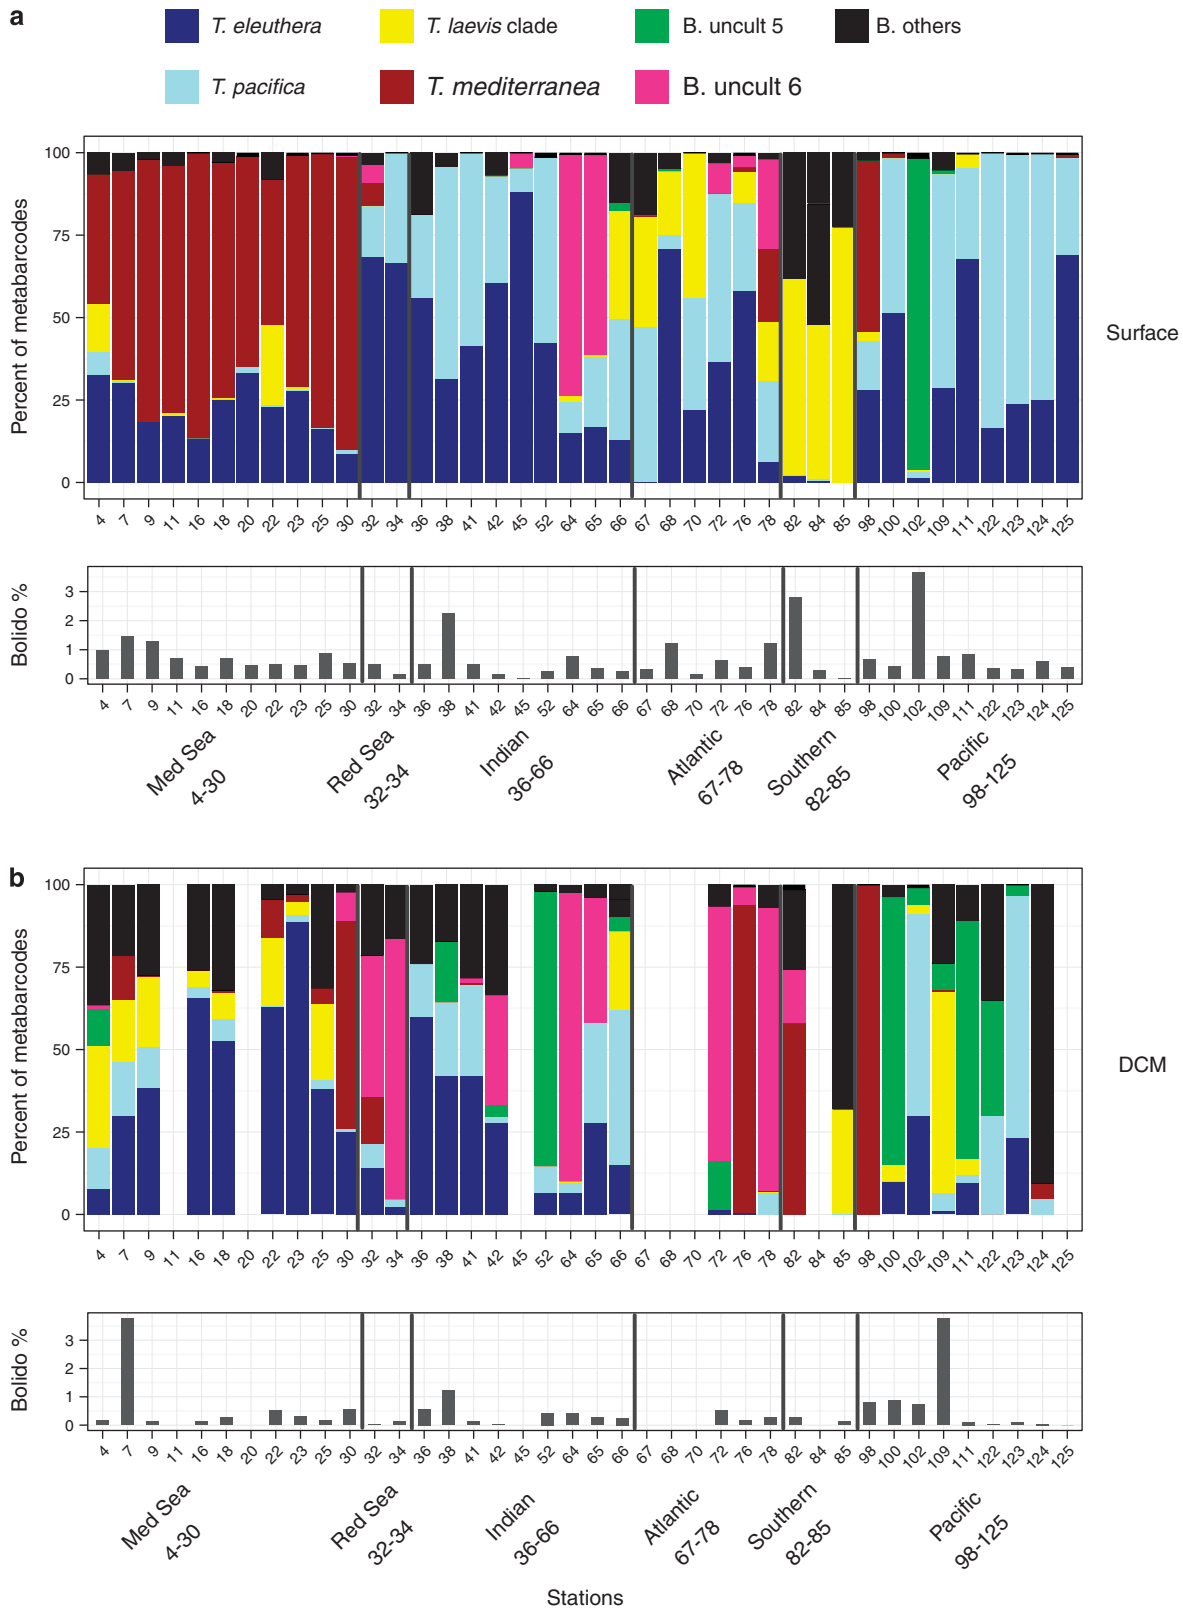 a
T. eleuthera T. laevis clade B. uncult 5 B. others
T. pacifica T. mediterranea B. uncult 6
Percent of metabarcodes
100
75
50
25
0
Surface
4 7 9 11 16 18 20 22 23 25 30 32 34 36 38 41 42 45 52 64 65 66 67 68 70 72 76 78 82 84 85 98 100 102 109 111 122 123 124 125
Bolido %
3
2
1
0
4 7 9 11 16 18 20 22 23 25 30 32 34 36 38 41 42 45 52 64 65 66 67 68 70 72 76 78 82 84 85 98 100 102 109 111 122 123 124 125
Med Sea
4-30
Red Sea
32-34
Indian
36-66
Atlantic
67-78
Southern
82-85
Pacific
98-125
b
Percent of metabarcodes
100
75
50
25
0
DCM
4 7 9 11 16 18 20 22 23 25 30 32 34 36 38 41 42 45 52 64 65 66 67 68 70 72 76 78 82 84 85 98 100 102 109 111 122 123 124 125
Bolido %
3
2
1
0
4 7 9 11 16 18 20 22 23 25 30 32 34 36 38 41 42 45 52 64 65 66 67 68 70 72 76 78 82 84 85 98 100 102 109 111 122 123 124 125
Med Sea
4-30
Red Sea
32-34
Indian
36-66
Atlantic
67-78
Southern
82-85
Pacific
98-125
Stations